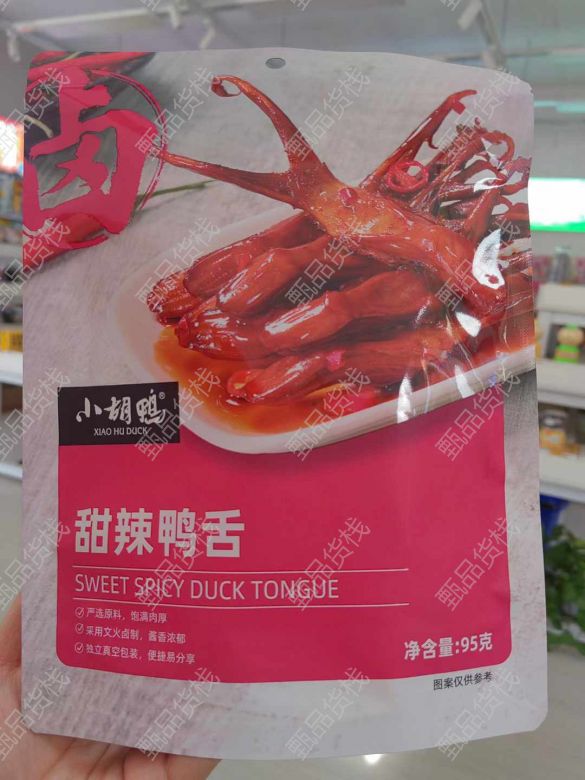 卤
小胡鸭®
XIAO HU DUCK
甜辣鸭舌
SWEET SPICY DUCK TONGUE
严选原料，饱满肉厚
采用文火卤制，酱香浓郁
独立真空包装，便捷易分享
净含量:95克
图案仅供参考
甄品货栈